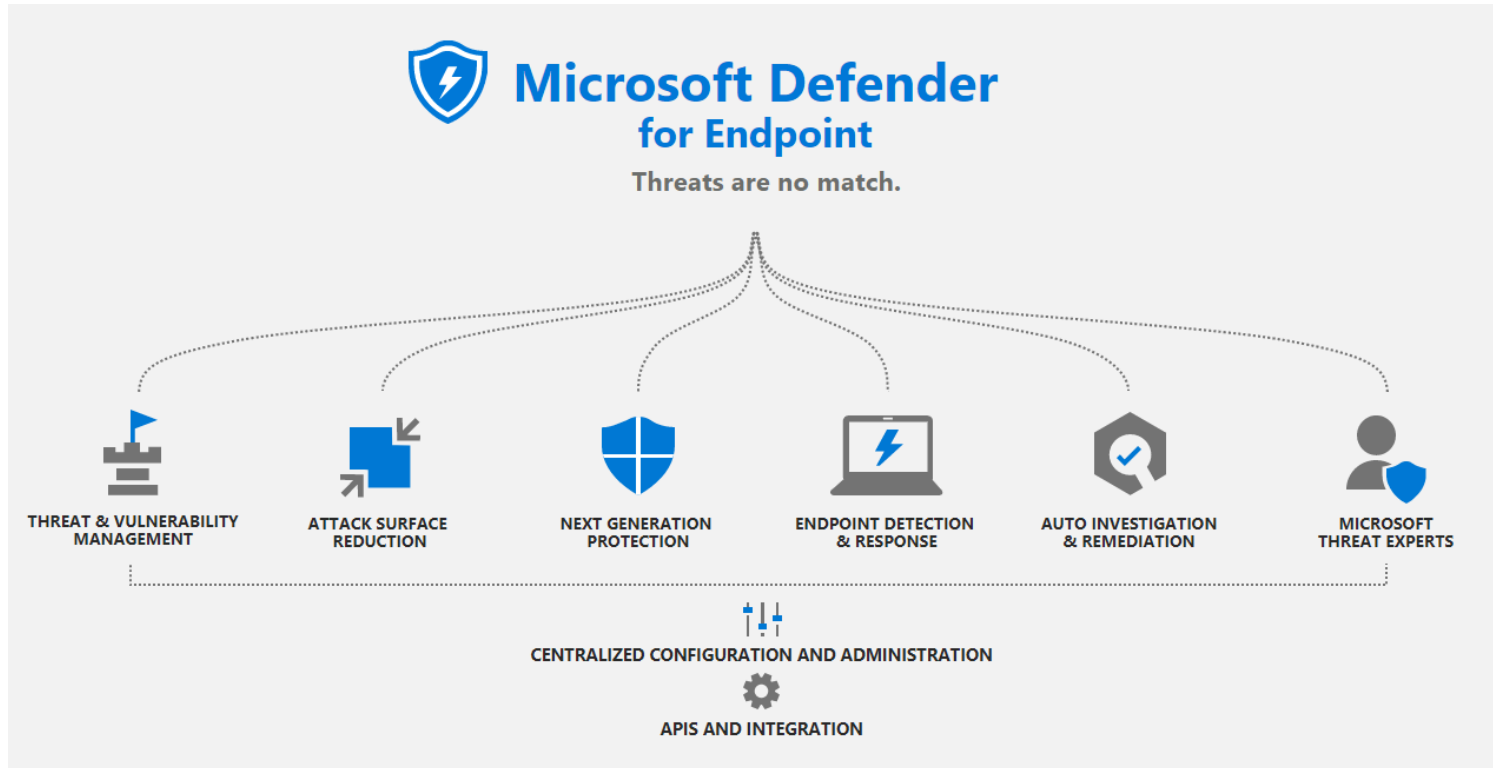 Microsoft Defender
for Endpoint
Threats are no match.
THREAT & VULNERABILITY
MANAGEMENT
ATTACK SURFACE
REDUCTION
NEXT GENERATION
PROTECTION
ENDPOINT DETECTION
& RESPONSE
AUTO INVESTIGATION
& REMEDIATION
MICROSOFT
THREAT EXPERTS
CENTRALIZED CONFIGURATION AND ADMINISTRATION
APIS AND INTEGRATION